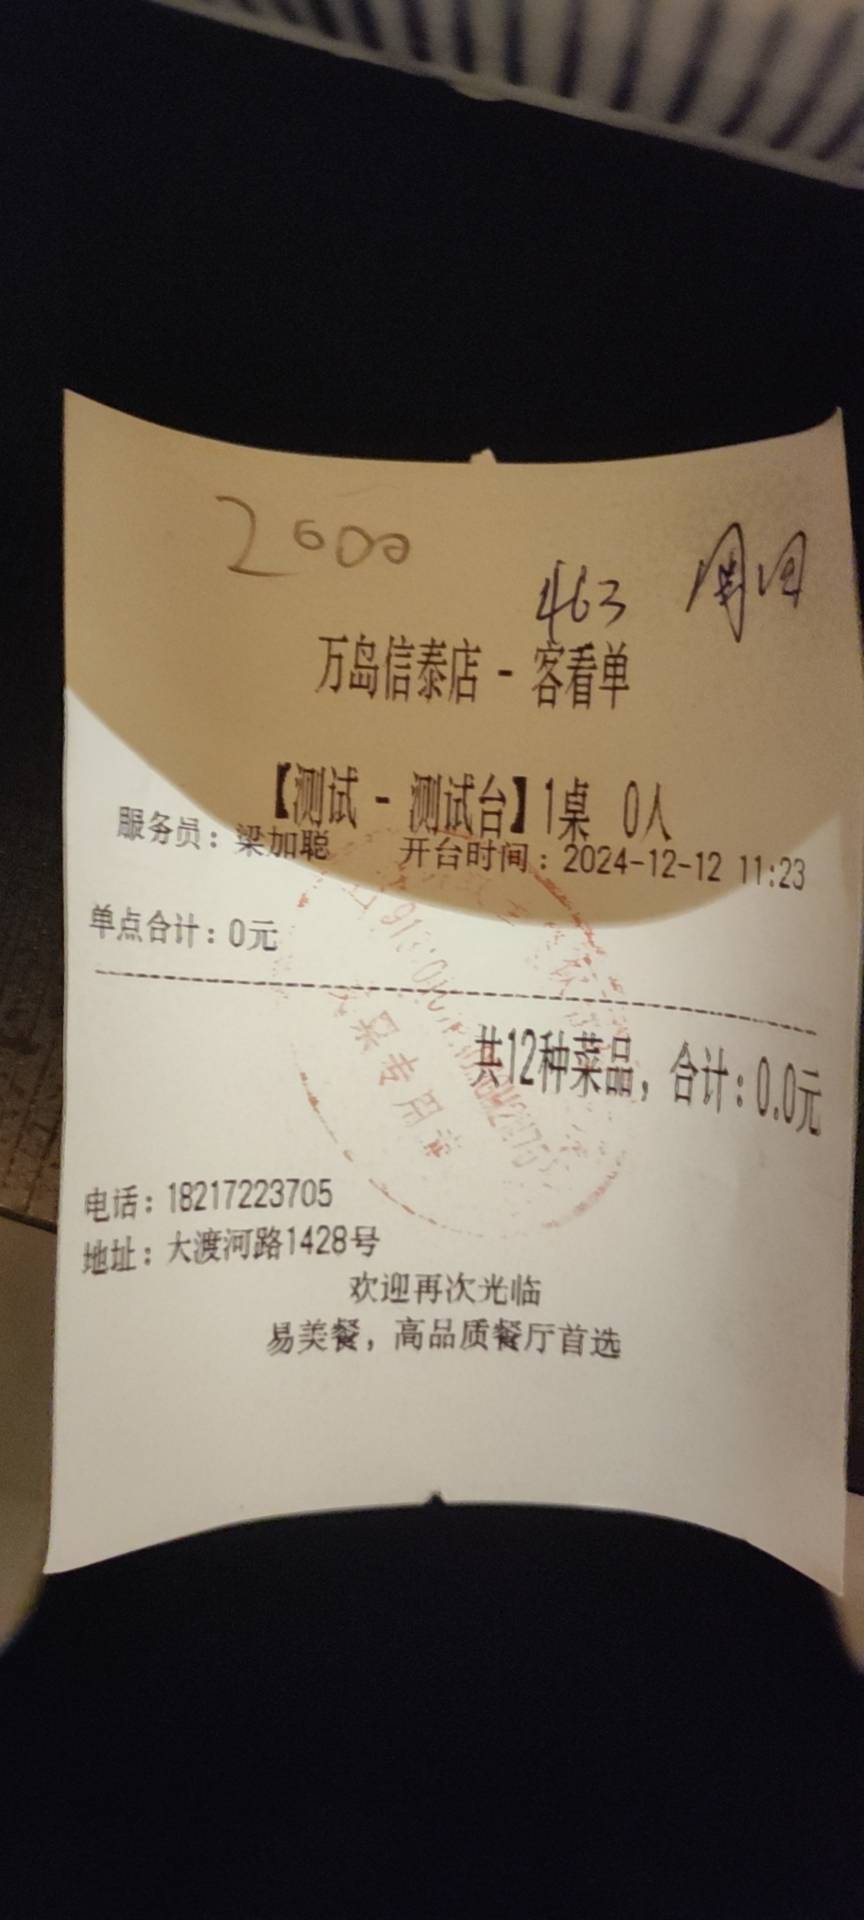 2600
463
万岛信泰店 - 客看单
【测试 - 测试台】1桌 0人
服务员：梁加聪 开台时间：2024-12-12 11:23
单点合计：0元
共12种菜品，合计：0.0元
专用章
电话：18217223705
地址：大渡河路1428号
欢迎再次光临
易美餐，高品质餐厅首选